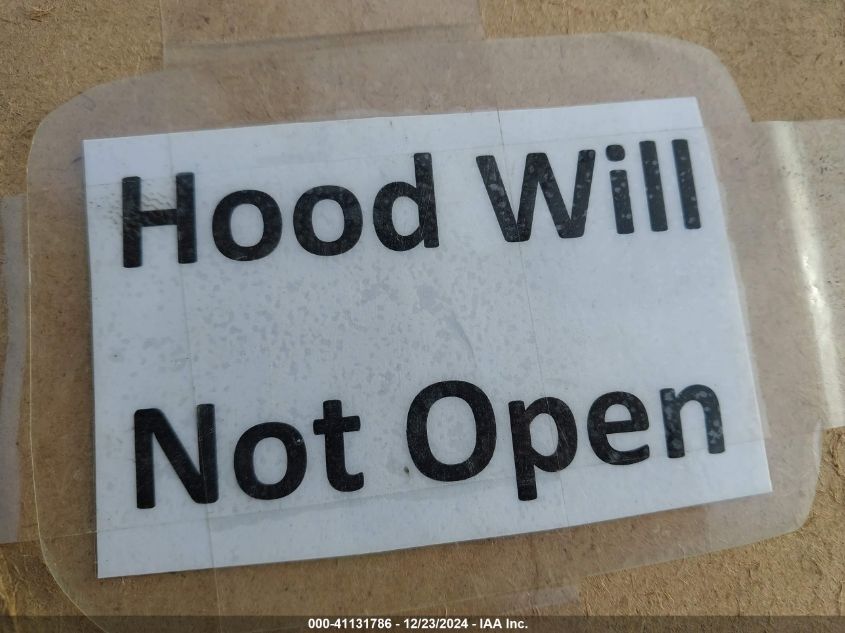 Hood Will
Not Open
000-41131786 - 12/23/2024 - IAA Inc.